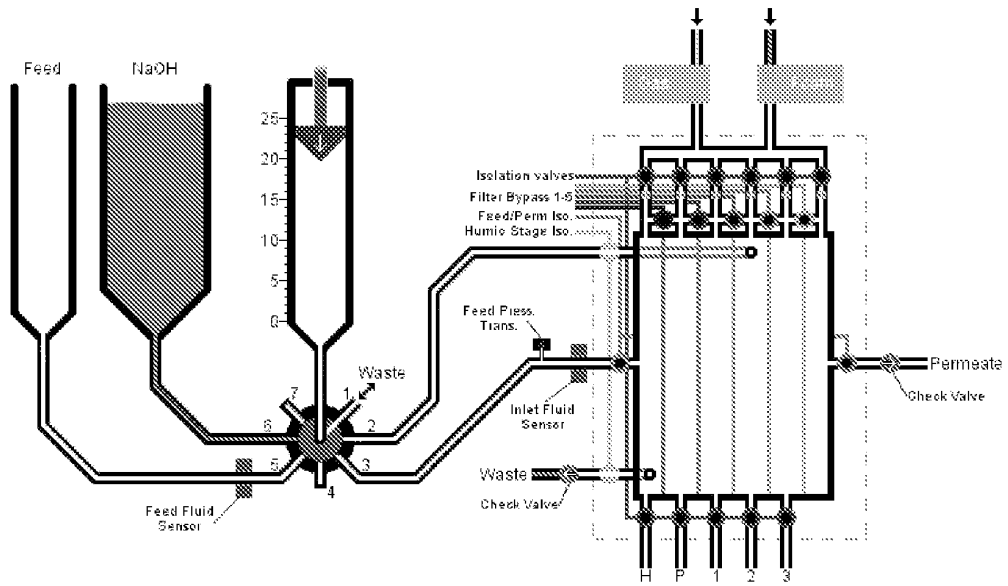 Feed
NaOH
25
20
15
10
5
0
Isolation valves
Filter Bypass 1-5
Feed/Perm Iso.
Humic Stage Iso.
Feed Press.
Trans.
Waste
7
1
6
2
5
3
4
Inlet Fluid
Sensor
Permeate
Check Valve
Waste
Check Valve
Feed Fluid
Sensor
H
P
1
2
3